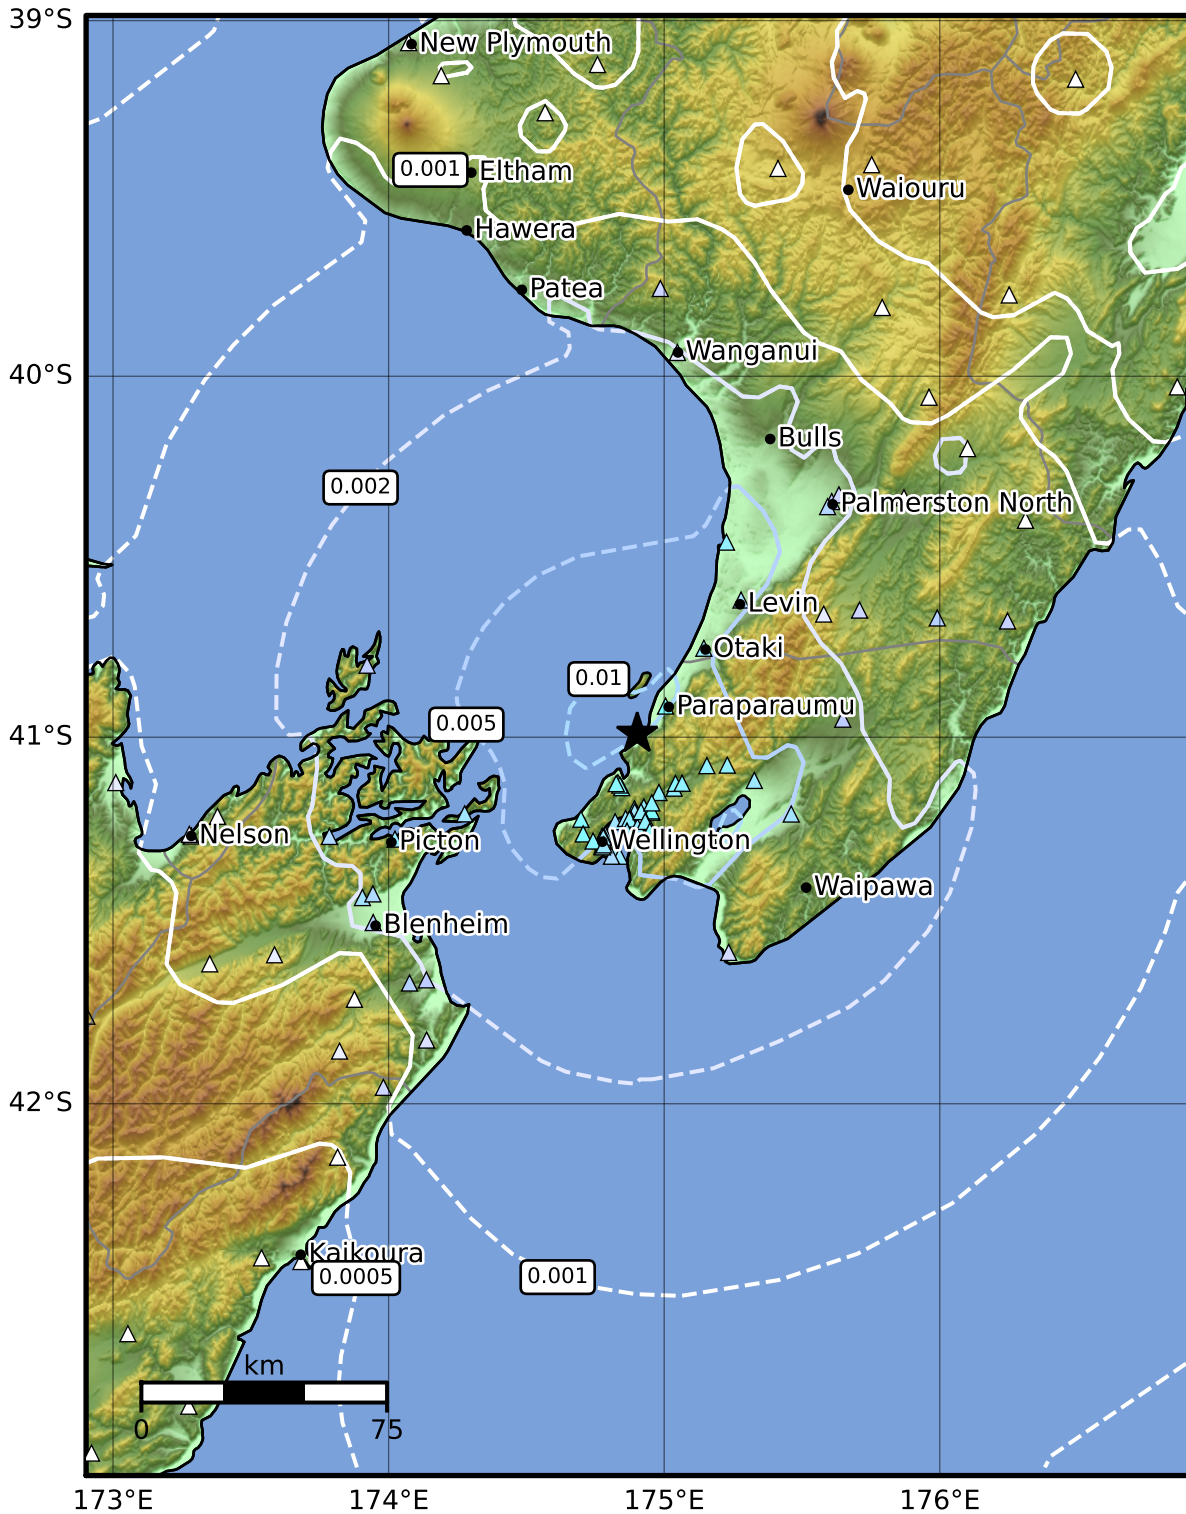 39°S
New Plymouth
0.001
Eltham
Waiouru
Hawera
Patea
Wanganui
40°S
Bulls
0.002
Palmerston North
Levin
Otaki
0.01
Paraparaumu
0.005
41°S
Nelson
Picton
Wellington
Waipawa
Blenheim
42°S
Kaikoura
0.0005
0.001
km
0
75
173°E
174°E
175°E
176°E